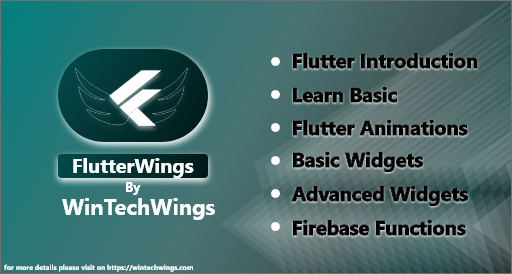 FlutterWings
By
WinTechWings
Flutter Introduction
Learn Basic
Flutter Animations
Basic Widgets
Advanced Widgets
Firebase Functions
for more details please visit on https://wintechwings.com